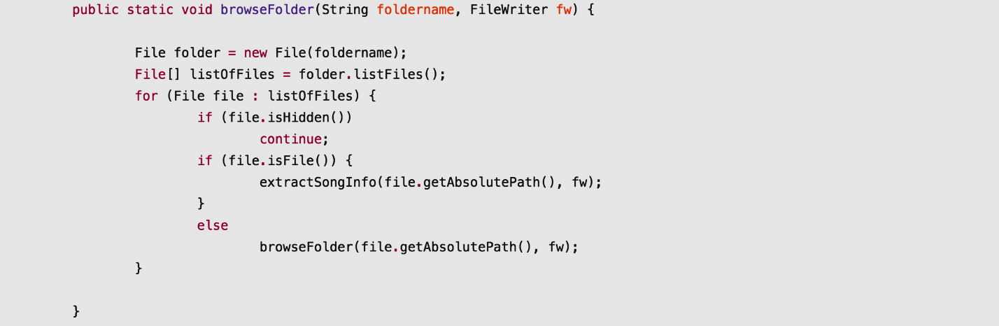 public static void browseFolder(String foldername, FileWriter fw) {
File folder = new File(foldername);
File[] listOfFiles = folder.listFiles();
for (File file : listOfFiles) {
if (file.isHidden())
continue;
if (file.isFile()) {
extractSongInfo(file.getAbsolutePath(), fw);
}
else
browseFolder(file.getAbsolutePath(), fw);
}
}